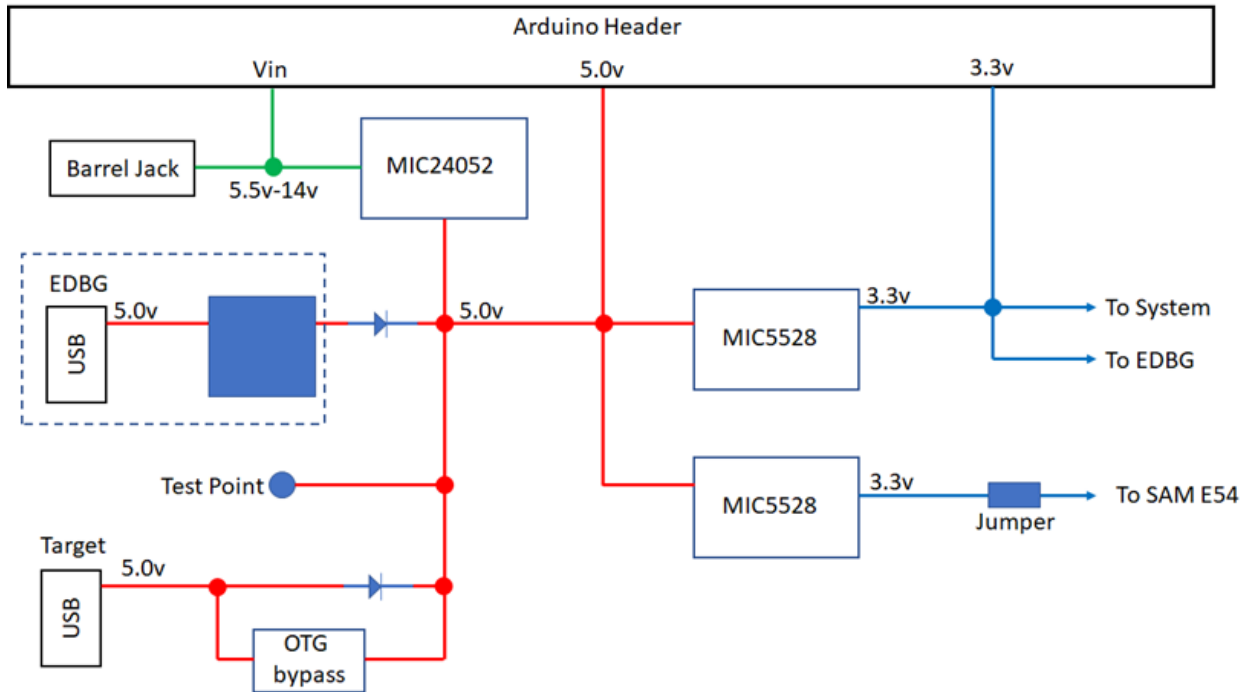 Arduino Header
Vin
5.0v
3.3v
Barrel Jack
5.5v-14v
MIC24052
EDBG
5.0v
USB
5.0v
MIC5528
3.3v
To System
To EDBG
Test Point
MIC5528
3.3v
Jumper
To SAM E54
Target
5.0v
USB
OTG
bypass